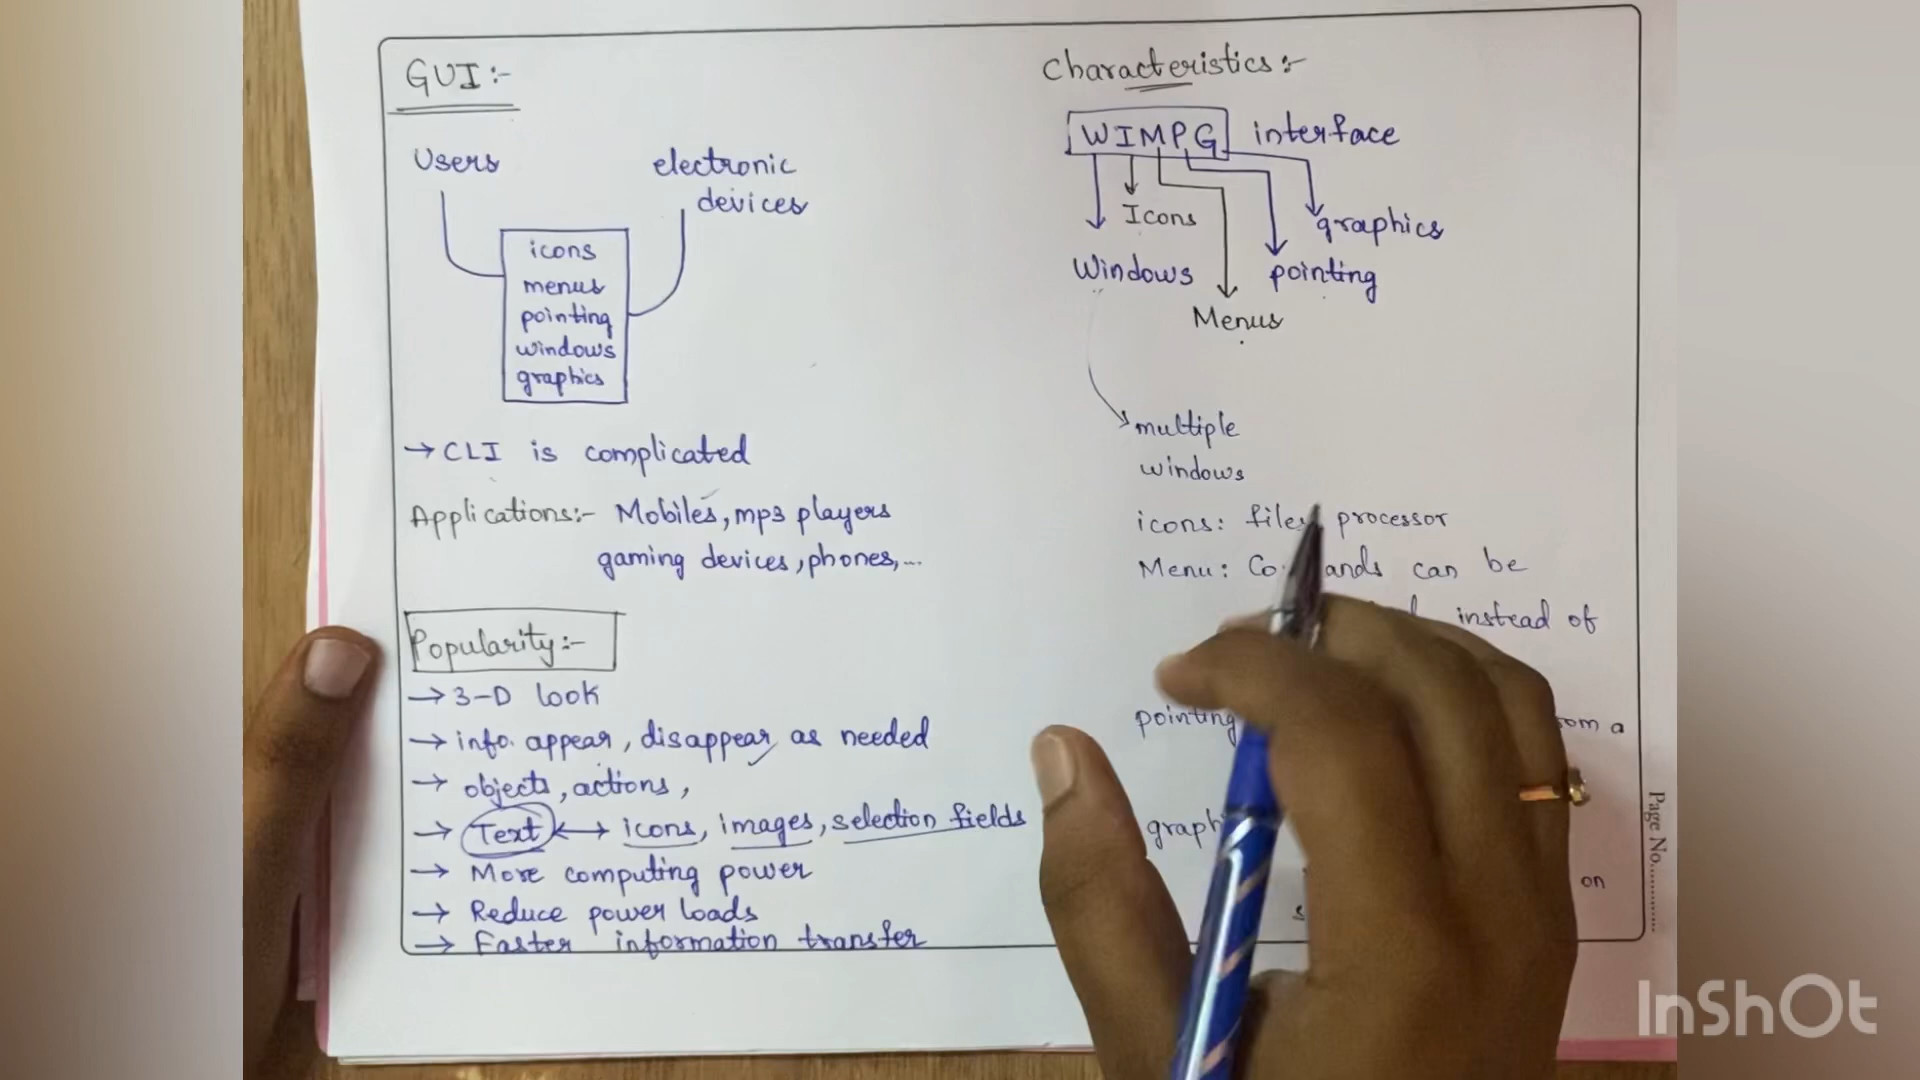 GUI:-
Users
electronic
devices
icons
menus
pointing
windows
graphics
→ CLI is complicated
Applications:- Mobiles, mp3 players
gaming devices, phones,...
Popularity:-
→ 3-D look
→ info. appear, disappear as needed
→ objects, actions,
→ Text ↔ icons, images, selection fields
→ More computing power
→ Reduce power loads
→ Faster information transfer
Characteristics:-
WIMPG interface
Icons
graphics
Windows
pointing
Menus
multiple
windows
icons: files processor
Menu: can be
instead of
pointing a
on
Page No.
InShOt